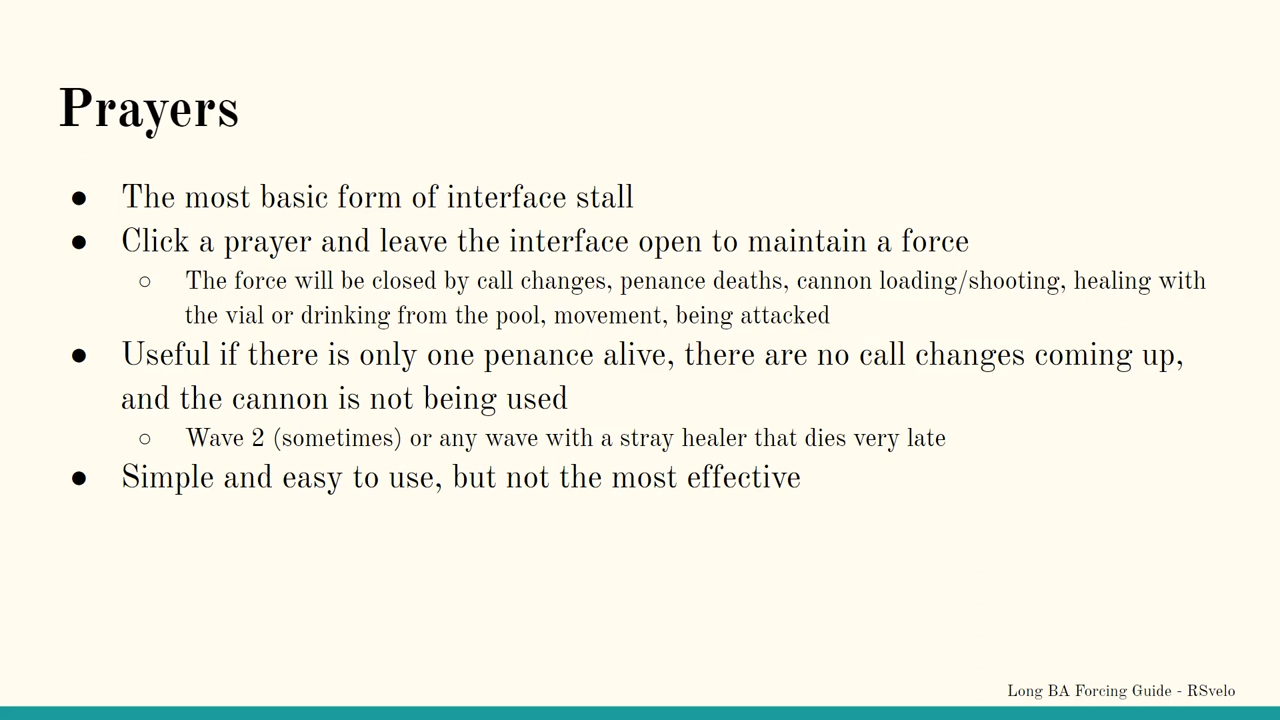 Prayers
● The most basic form of interface stall
● Click a prayer and leave the interface open to maintain a force
○ The force will be closed by call changes, penance deaths, cannon loading/shooting, healing with
the vial or drinking from the pool, movement, being attacked
● Useful if there is only one penance alive, there are no call changes coming up,
and the cannon is not being used
○ Wave 2 (sometimes) or any wave with a stray healer that dies very late
● Simple and easy to use, but not the most effective
Long BA Forcing Guide - RSvelo